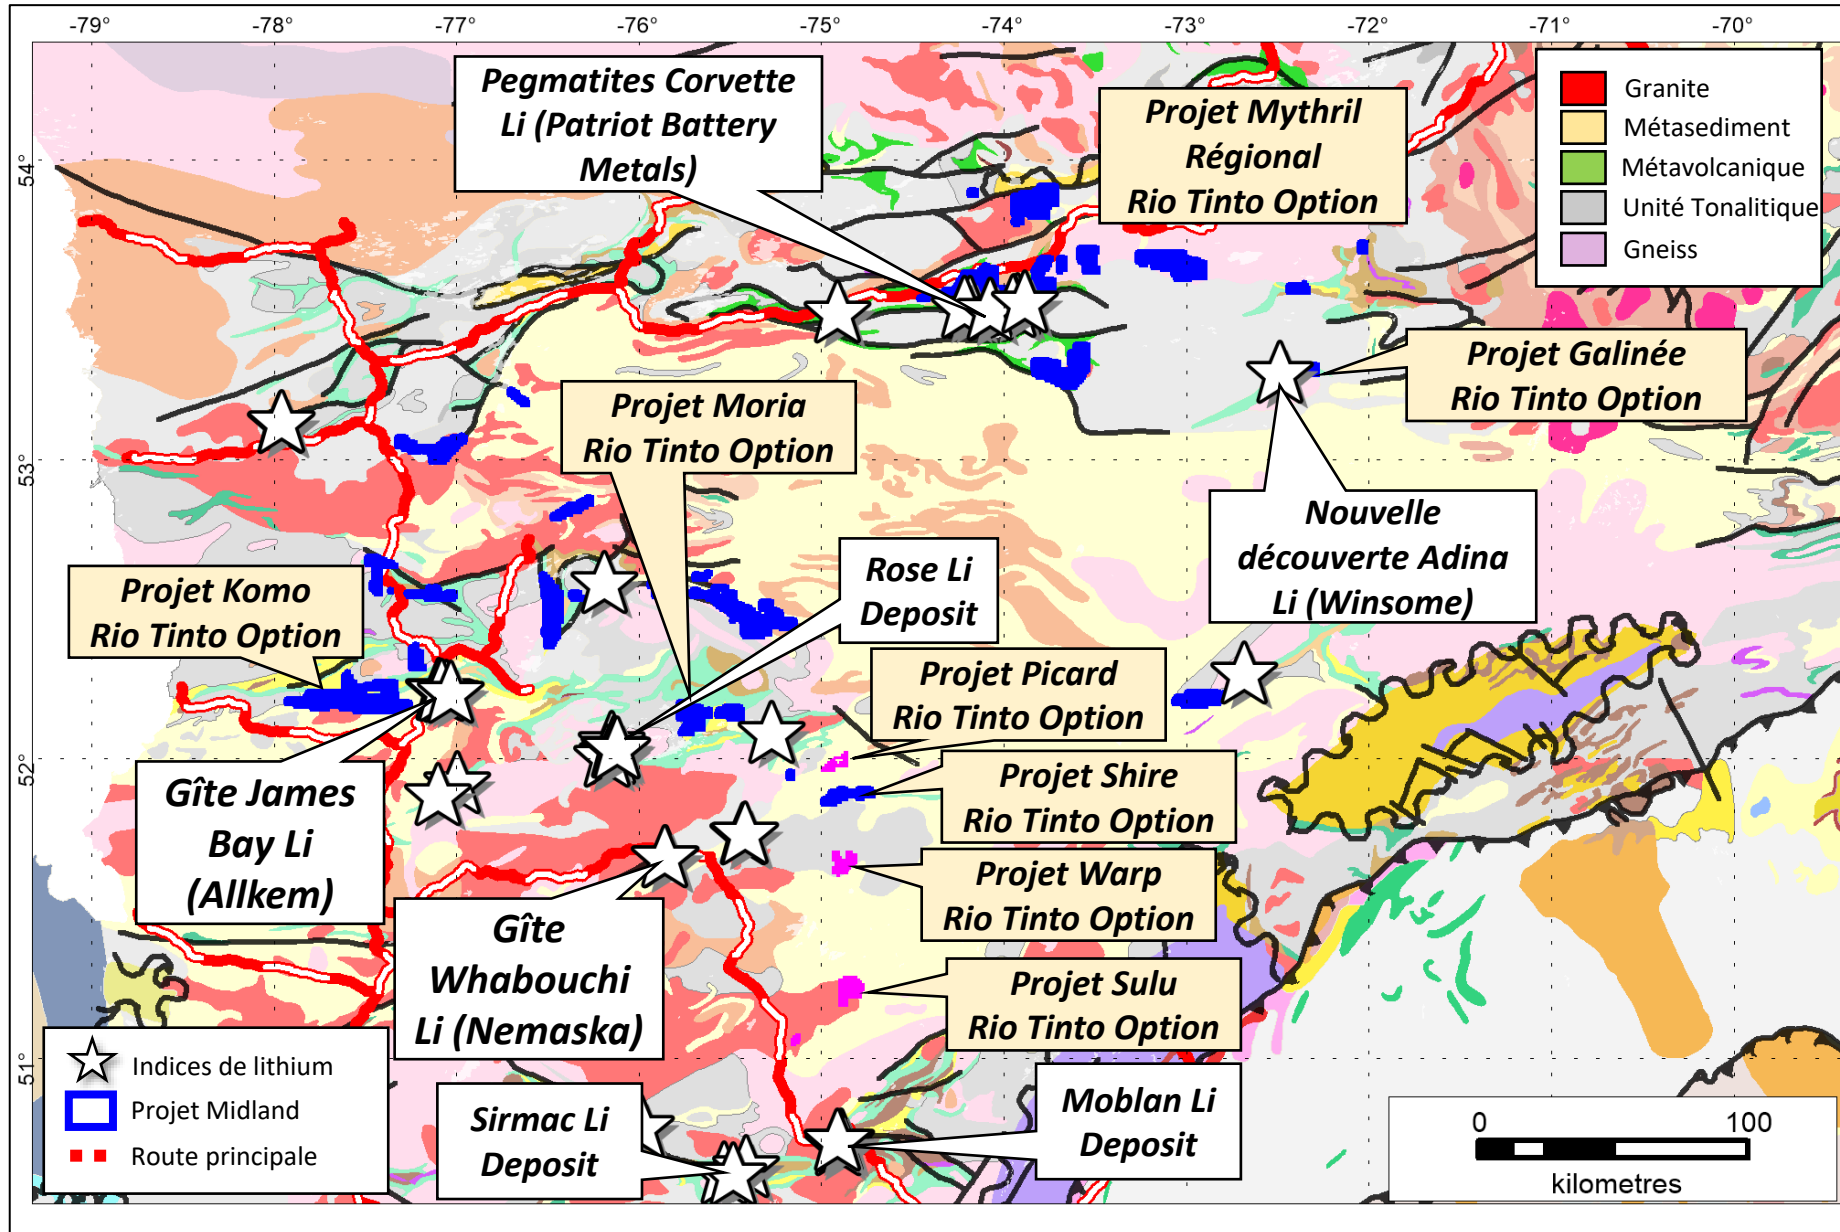 -79° -78° -77° -76° -75° -74° -73° -72° -71° -70°
54°
53°
52°
51°
Pegmatites Corvette
Li (Patriot Battery
Metals)
Projet Mythril
Régional
Rio Tinto Option
Granite
Métasediment
Métavolcanique
Unité Tonalitique
Gneiss
Projet Galinée
Rio Tinto Option
Projet Moria
Rio Tinto Option
Nouvelle
découverte Adina
Li (Winsome)
Rose Li
Deposit
Projet Komo
Rio Tinto Option
Projet Picard
Rio Tinto Option
Projet Shire
Rio Tinto Option
Gîte James
Bay Li
(Allkem)
Projet Warp
Rio Tinto Option
Gîte
Whabouchi
Li (Nemaska)
Projet Sulu
Rio Tinto Option
Indices de lithium
Projet Midland
Route principale
Sirmac Li
Deposit
Moblan Li
Deposit
0 100
kilometres